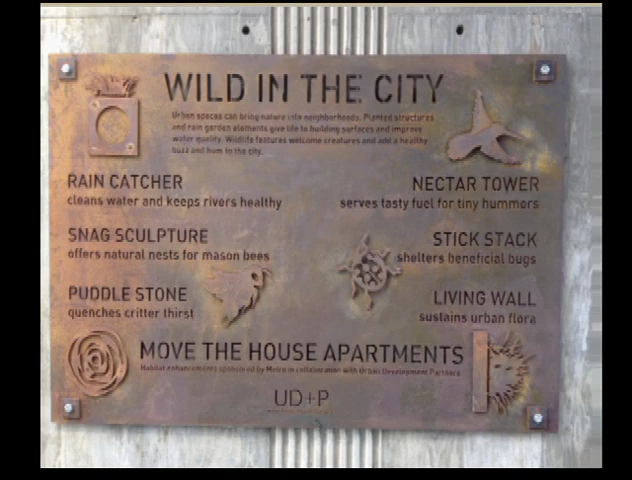 WILD IN THE CITY
Urban spaces can bring nature into neighborhoods. Planted structures
and rain garden elements give life to building surfaces and improve
water quality. Wildlife features welcome creatures and add a healthy
buzz and hum to the city.
RAIN CATCHER
cleans water and keeps rivers healthy
NECTAR TOWER
serves tasty fuel for tiny hummers
SNAG SCULPTURE
offers natural nests for mason bees
STICK STACK
shelters beneficial bugs
PUDDLE STONE
quenches critter thirst
LIVING WALL
sustains urban flora
MOVE THE HOUSE APARTMENTS
Habitat enhancements sponsored by Metro in collaboration with Urban Development Partners
UD+P